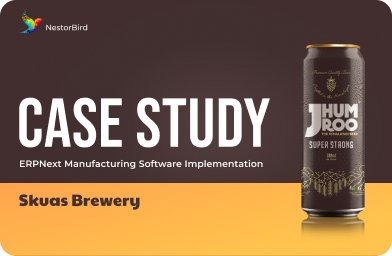 NestorBird
CASE STUDY
ERPNext Manufacturing Software Implementation
Skuas Brewery
JHUM
ROO
SUPER STRONG